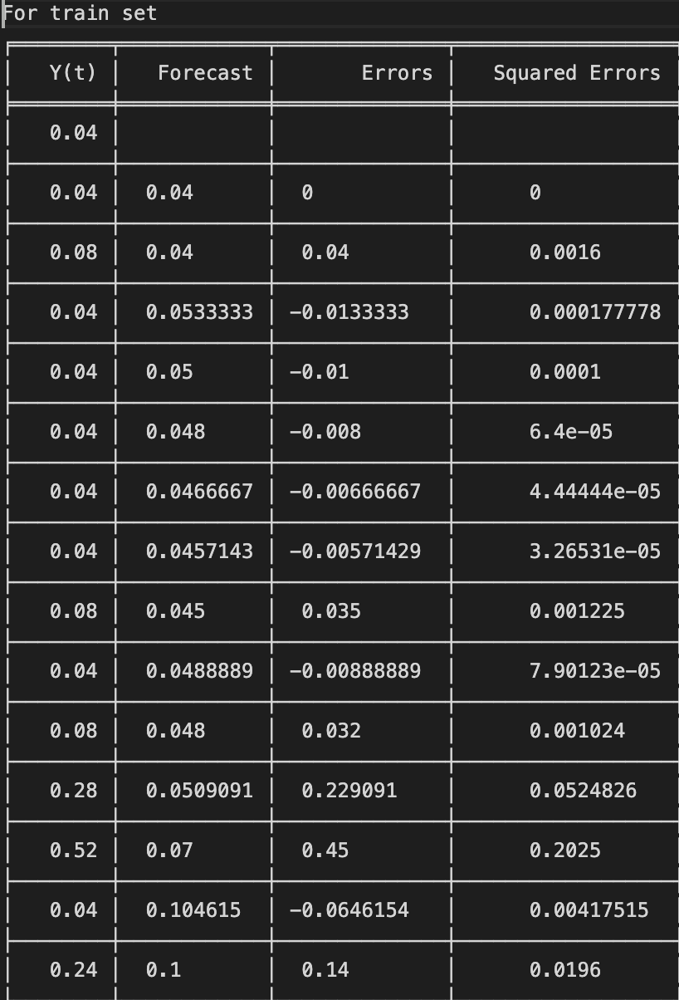 For train set
Y(t) Forecast Errors Squared Errors
0.04
0.04 0.04 0 0
0.08 0.04 0.04 0.0016
0.04 0.0533333 -0.0133333 0.000177778
0.04 0.05 -0.01 0.0001
0.04 0.048 -0.008 6.4e-05
0.04 0.0466667 -0.00666667 4.44444e-05
0.04 0.0457143 -0.00571429 3.26531e-05
0.08 0.045 0.035 0.001225
0.04 0.0488889 -0.00888889 7.90123e-05
0.08 0.048 0.032 0.001024
0.28 0.0509091 0.229091 0.0524826
0.52 0.07 0.45 0.2025
0.04 0.104615 -0.0646154 0.00417515
0.24 0.1 0.14 0.0196